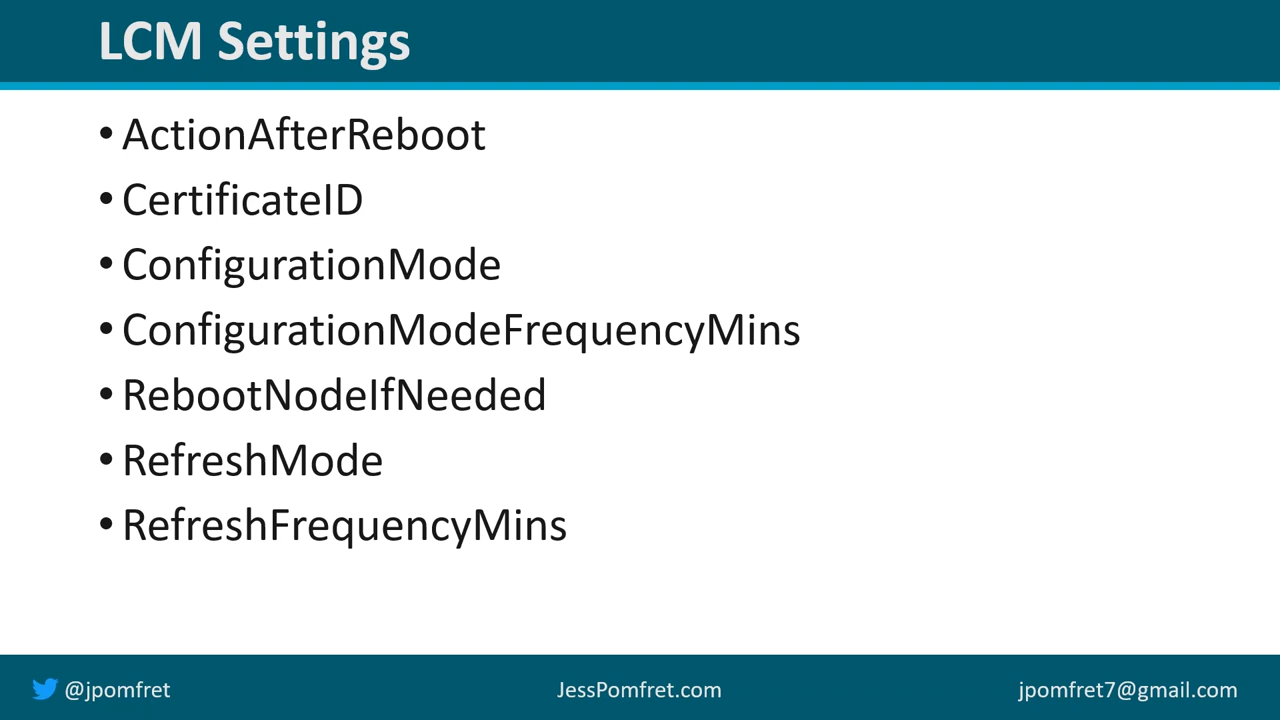 LCM Settings
• ActionAfterReboot
• CertificateID
• ConfigurationMode
• ConfigurationModeFrequencyMins
• RebootNodeIfNeeded
• RefreshMode
• RefreshFrequencyMins
@jpomfret
JessPomfret.com
jpomfret7@gmail.com